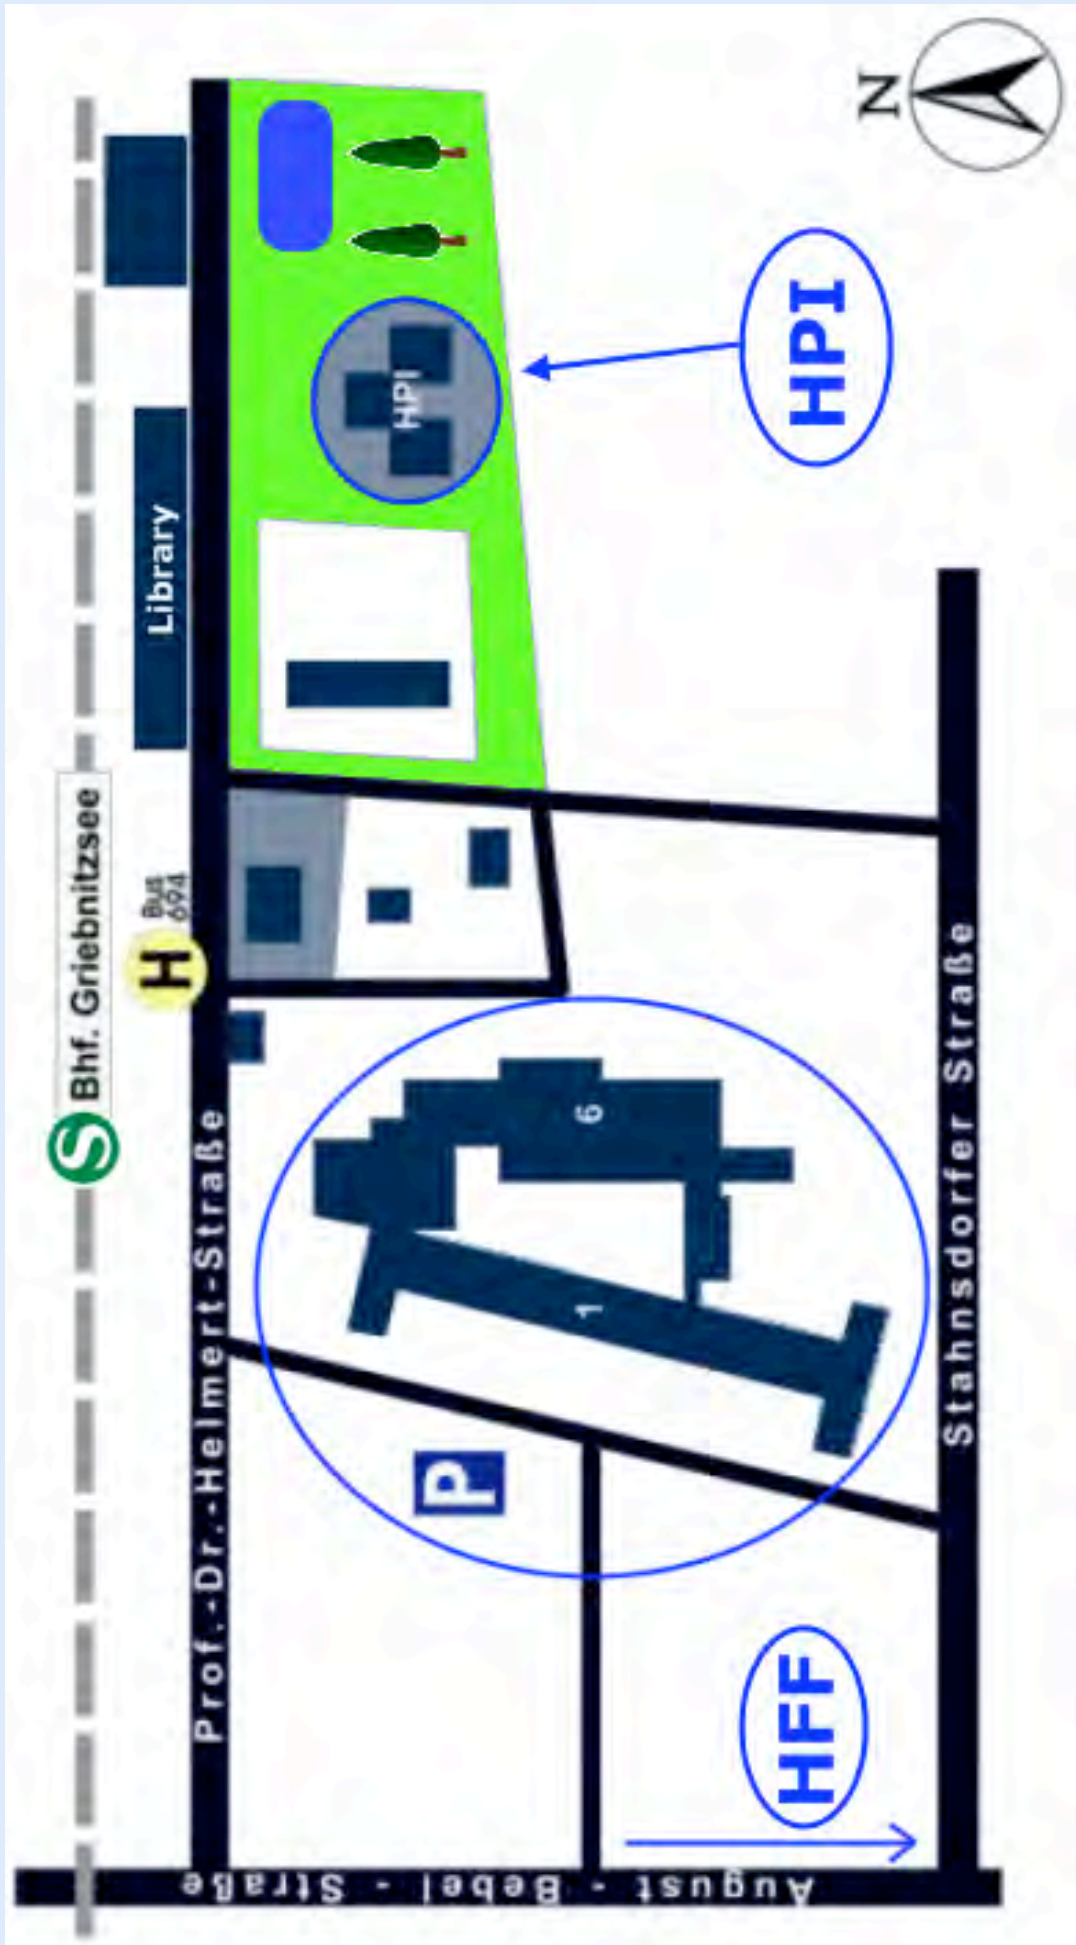 N
HPI
HPI
Library
S Bhf. Griebnitzsee
Bus
694
H
Prof.-Dr.-Helmert-Straße
Stahnsdorfer Straße
6
1
P
HFF
August - Bebel - Straße